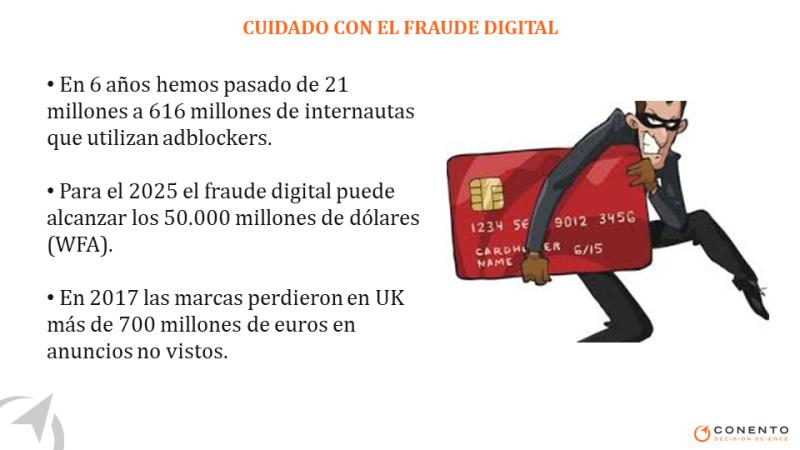 CUIDADO CON EL FRAUDE DIGITAL
• En 6 años hemos pasado de 21
millones a 616 millones de internautas
que utilizan adblockers.
• Para el 2025 el fraude digital puede
alcanzar los 50.000 millones de dólares
(WFA).
• En 2017 las marcas perdieron en UK
más de 700 millones de euros en
anuncios no vistos.
1234 56 9012 3456
CARDHO ER 6/15
NAME
CONENTO
DECISION SCIENCE